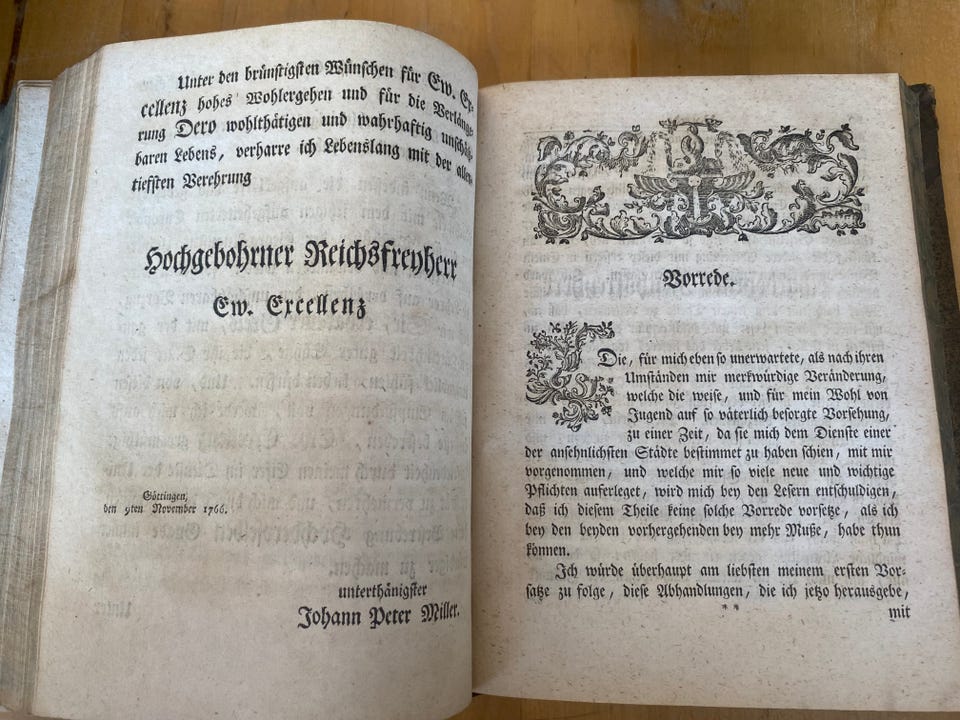 Unter den brünstigsten Wünschen für Ew. Ex-
cellenz hohes Wohlergehen und für die Verlänge-
rung Dero wohlthätigen und wahrhaftig unschätz-
baren Lebens, verharre ich Lebenslang mit der aller-
tiefsten Verehrung
Hochgebohrner Reichsfreyherr
Ew. Excellenz
Göttingen,
den 9ten November 1766.
unterthänigster
Johann Peter Miller.
Vorrede.
Die, für mich eben so unerwartete, als nach ihren
Umständen mir merkwürdige Veränderung,
welche die weise, und für mein Wohl von
Jugend auf so väterlich besorgte Vorsehung,
zu einer Zeit, da sie mich dem Dienste einer
der ansehnlichsten Städte bestimmet zu haben schien, mit mir
vorgenommen, und welche mir so viele neue und wichtige
Pflichten auferleget, wird mich bey den Lesern entschuldigen,
daß ich diesem Theile keine solche Vorrede vorsetze, als ich
bey den beyden vorhergehenden bey mehr Muße, habe thun
können.
Ich würde überhaupt am liebsten meinem ersten Vor-
satze zu folge, diese Abhandlungen, die ich jetzo herausgebe,
* *
mit